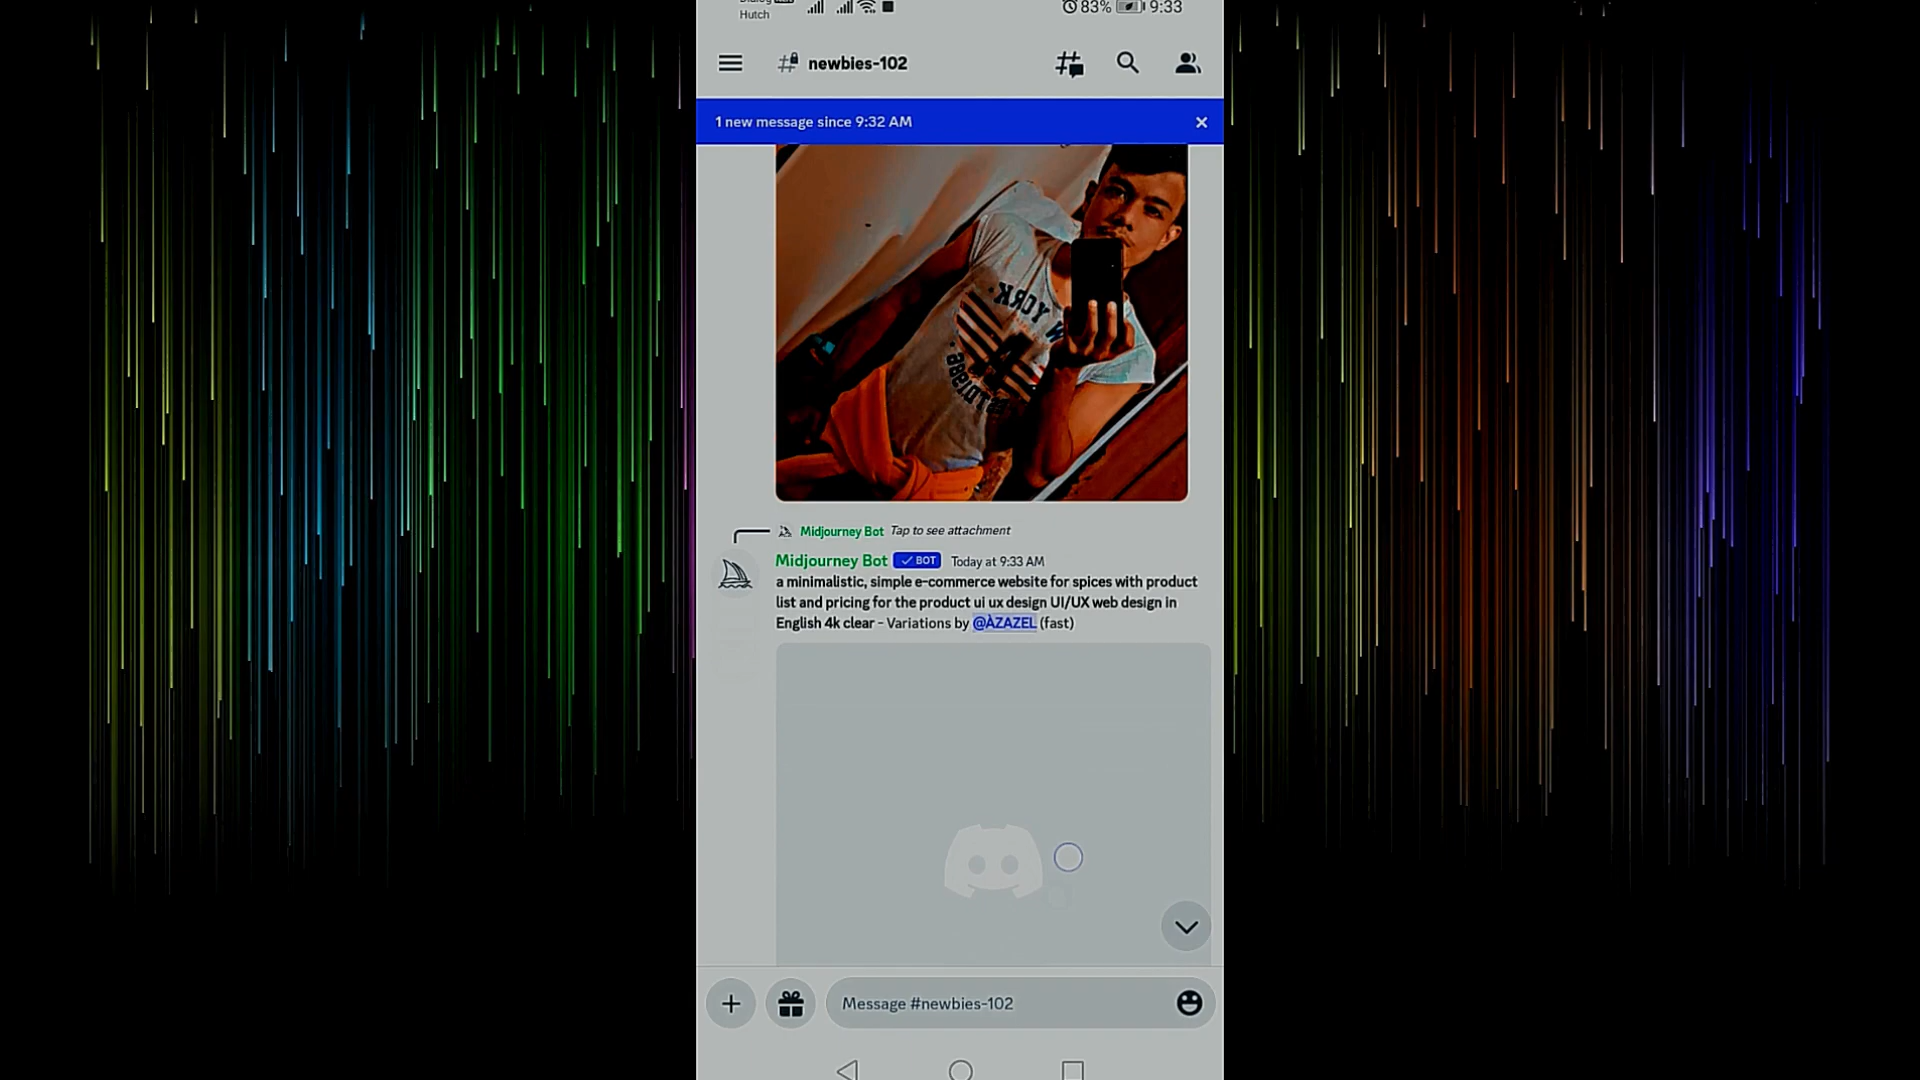 Hutch
83% 9:33
newbies-102
1 new message since 9:32 AM
Midjourney Bot Tap to see attachment
Midjourney Bot BOT Today at 9:33 AM
a minimalistic, simple e-commerce website for spices with product
list and pricing for the product ui ux design UI/UX web design in
English 4k clear - Variations by @ÀZAZEL (fast)
Message #newbies-102